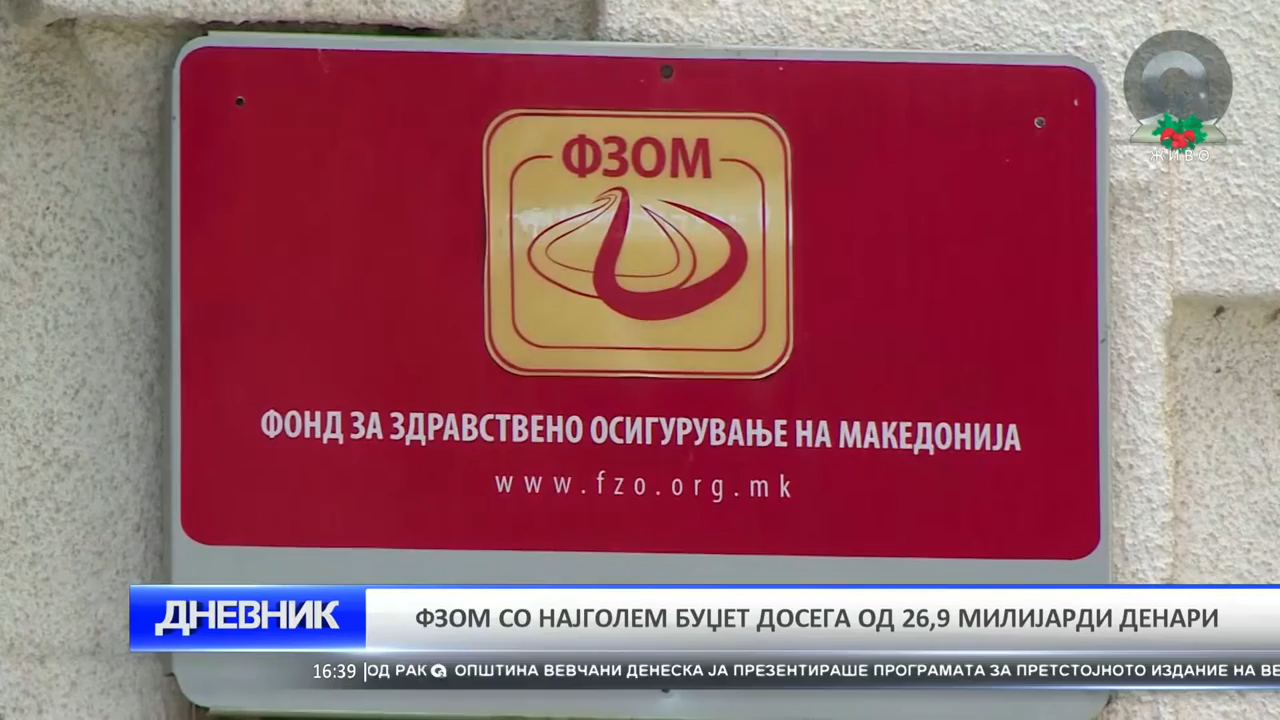 ЖИВО
ФЗОМ
ФОНД ЗА ЗДРАВСТВЕНО ОСИГУРУВАЊЕ НА МАКЕДОНИЈА
www.fzo.org.mk
ДНЕВНИК
ФЗОМ СО НАЈГОЛЕМ БУЏЕТ ДОСЕГА ОД 26,9 МИЛИЈАРДИ ДЕНАРИ
16:39 ОД РАК ОПШТИНА ВЕВЧАНИ ДЕНЕСКА ЈА ПРЕЗЕНТИРАШЕ ПРОГРАМАТА ЗА ПРЕТСТОЈНОТО ИЗДАНИЕ НА ВЕ